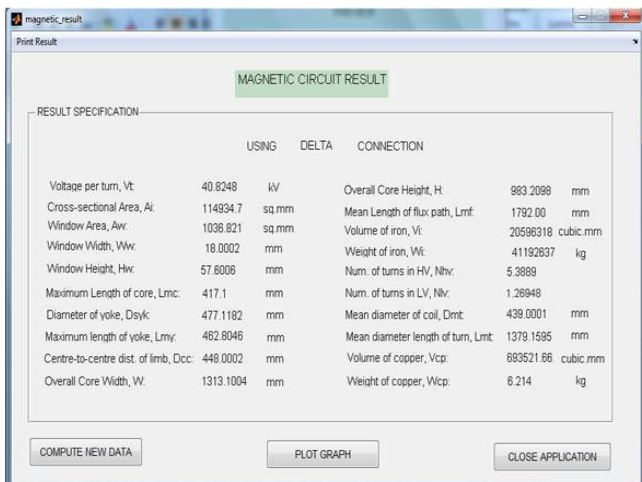 magnetic_result
Print Result
MAGNETIC CIRCUIT RESULT
RESULT SPECIFICATION
USING DELTA CONNECTION
Voltage per turn, Vt: 40.8248 kV
Cross-sectional Area, Ai: 114934.7 sq.mm
Window Area, Aw: 1036.821 sq.mm
Window Width, Ww: 18.0002 mm
Window Height, Hw: 57.6006 mm
Maximum Length of core, Lmc: 417.1 mm
Diameter of yoke, Dsyk: 477.1182 mm
Maximum length of yoke, Lmy: 462.8046 mm
Centre-to-centre dist. of limb, Dcc: 448.0002 mm
Overall Core Width, W: 1313.1004 mm
Overall Core Height, H: 983.2098 mm
Mean Length of flux path, Lmf: 1792.00 mm
Volume of iron, Vi: 20596318 cubic.mm
Weight of iron, Wi: 41192637 kg
Num. of turns in HV, Nhv: 5.3889
Num. of turns in LV, Nlv: 1.26948
Mean diameter of coil, Dmt: 439.0001 mm
Mean diameter length of turn, Lmt: 1379.1595 mm
Volume of copper, Vcp: 693521.66 cubic.mm
Weight of copper, Wcp: 6.214 kg
COMPUTE NEW DATA
PLOT GRAPH
CLOSE APPLICATION